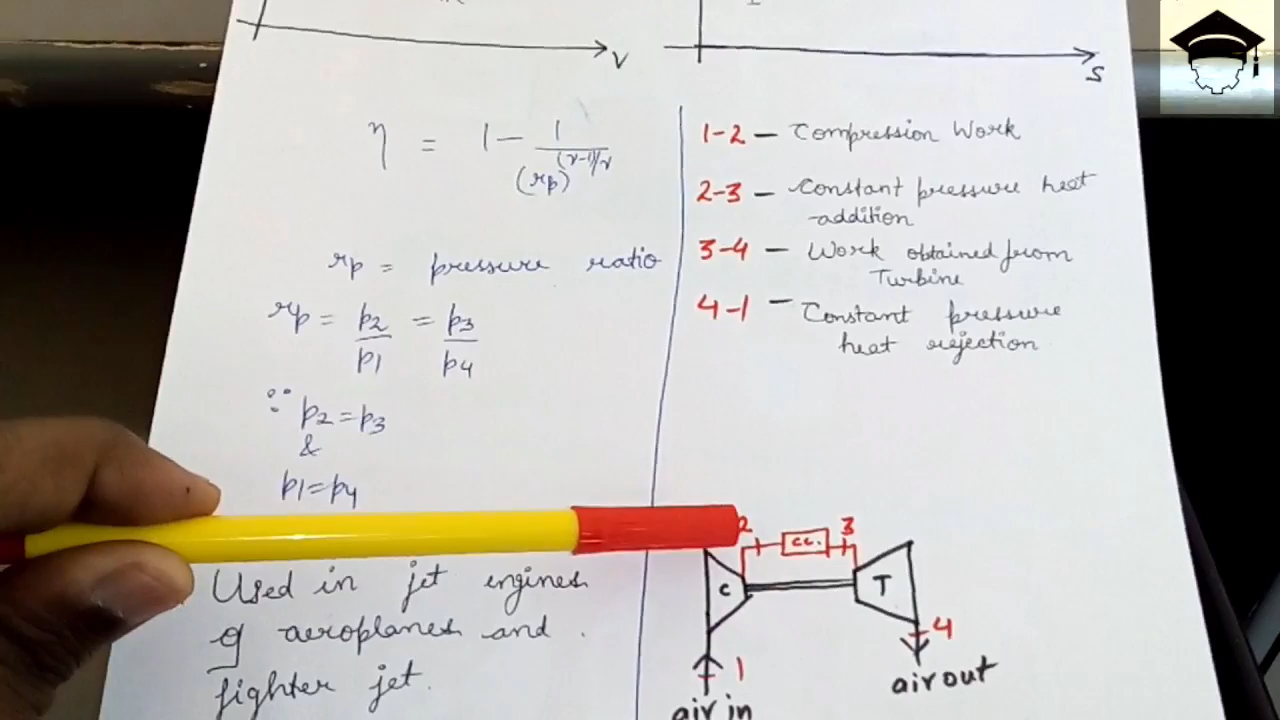 V
S
η = 1 - 1/(rp)^(γ-1)/γ
rp = pressure ratio
rp = p2/p1 = p3/p4
∵ p2 = p3
&
p1 = p4
Used in jet engines
of aeroplanes and .
fighter jet.
1-2 - Compression Work
2-3 - Constant pressure heat
-addition
3-4 - Work obtained from
Turbine
4-1 - Constant pressure
heat rejection
2 CC. 3
C T
4
1
air out
air in